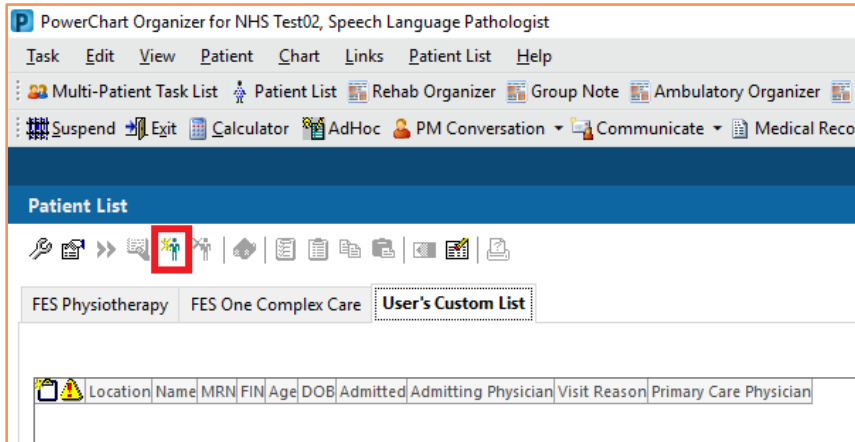 PowerChart Organizer for NHS Test02, Speech Language Pathologist
Task Edit View Patient Chart Links Patient List Help
Multi-Patient Task List Patient List Rehab Organizer Group Note Ambulatory Organizer
Suspend Exit Calculator AdHoc PM Conversation Communicate Medical Reco
Patient List
FES Physiotherapy FES One Complex Care User's Custom List
Location Name MRN FIN Age DOB Admitted Admitting Physician Visit Reason Primary Care Physician